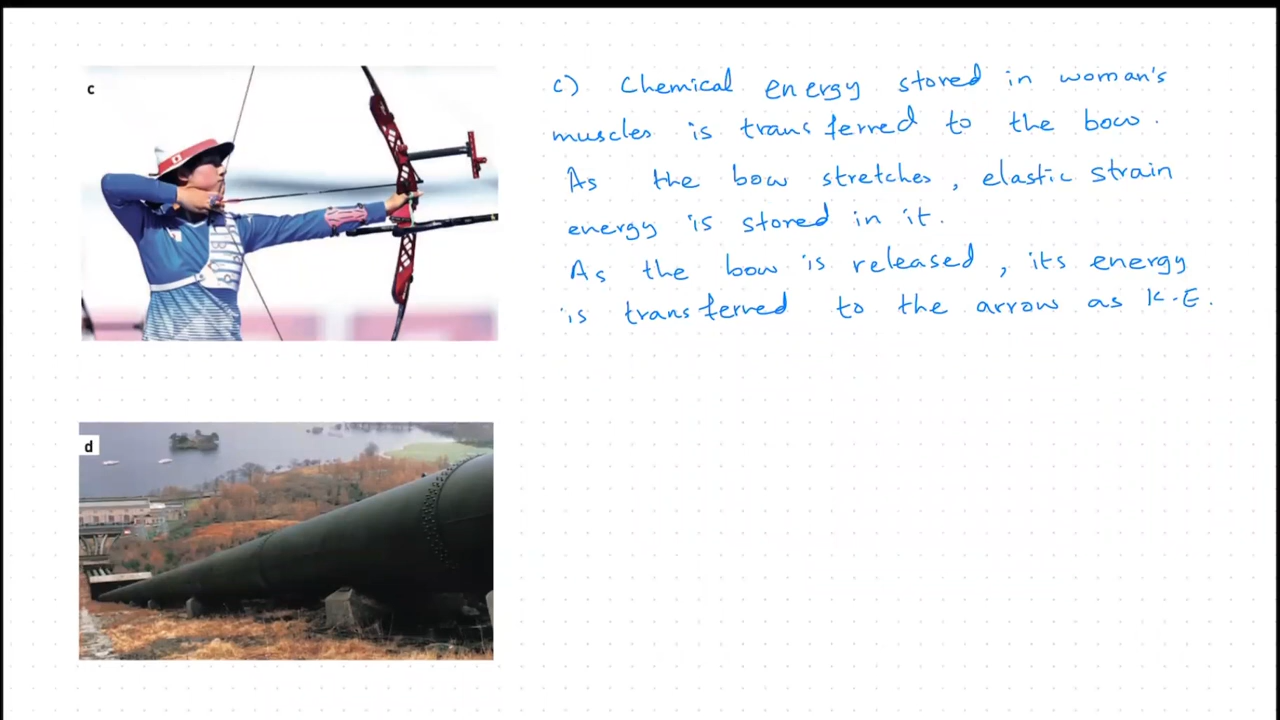 c
c) Chemical energy stored in woman's
muscles is transferred to the bow.
As the bow stretches, elastic strain
energy is stored in it.
As the bow is released, its energy
is transferred to the arrow as K.E.
d